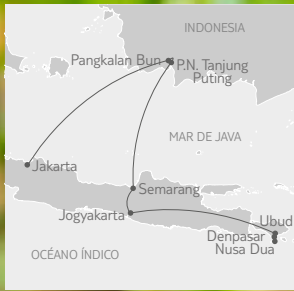 INDONESIA
Pangkalan Bun
P.N. Tanjung
Puting
MAR DE JAVA
Jakarta
Semarang
Jogyakarta
Ubud
Denpasar
Nusa Dua
OCÉANO ÍNDICO